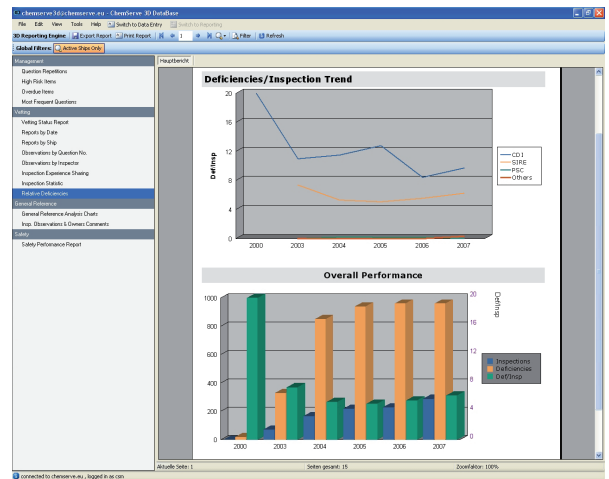 chemserve3d@chemserve.eu - ChemServe 3D DataBase
File Edit View Tools Help Switch to Data Entry Switch to Reporting
3D Reporting Engine Export Report Print Report 1 Filter Refresh
Global Filters: Active Ships Only
Management
Question Repetitions
High Risk Items
Overdue Items
Most Frequent Questions
Vetting
Vetting Status Report
Reports by Date
Reports by Ship
Observations by Question No.
Observations by Inspector
Inspection Experience Sharing
Inspection Statistic
Relative Deficiencies
General Reference
General Reference Analysis Charts
Insp. Observations & Owners Comments
Safety
Safety Performance Report
Hauptbericht
Deficiencies/Inspection Trend
20
16
12
8
4
0
Def/Insp
2000 2003 2004 2005 2006 2007
CDI
SIRE
PSC
Others
Overall Performance
1000
800
600
400
200
0
2000 2003 2004 2005 2006 2007
20
16
12
8
4
0
Def/Insp
Inspections
Deficiencies
Def/Insp
Aktuelle Seite: 1 Seiten gesamt: 15 Zoomfaktor: 100%
connected to chemserve.eu , logged in as csm